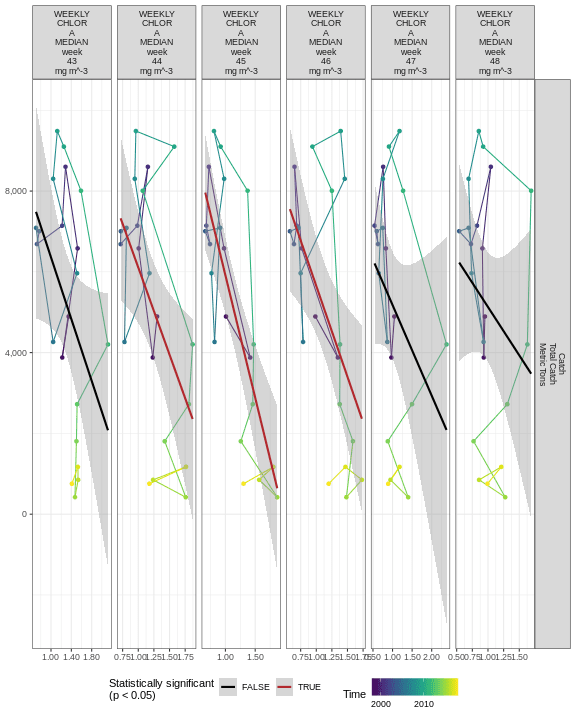 WEEKLY CHLOR A MEDIAN week 43 mg m^-3
WEEKLY CHLOR A MEDIAN week 44 mg m^-3
WEEKLY CHLOR A MEDIAN week 45 mg m^-3
WEEKLY CHLOR A MEDIAN week 46 mg m^-3
WEEKLY CHLOR A MEDIAN week 47 mg m^-3
WEEKLY CHLOR A MEDIAN week 48 mg m^-3
8,000
4,000
0
Catch
Total Catch
Metric Tons
1.00 1.40 1.80
0.75 1.00 1.25 1.50 1.75
1.00 1.50
0.75 1.00 1.25 1.50 1.75
0.50 1.00 1.50 2.00
0.50 0.75 1.00 1.25 1.50
Statistically significant
(p < 0.05)
FALSE
TRUE
Time
2000 2010